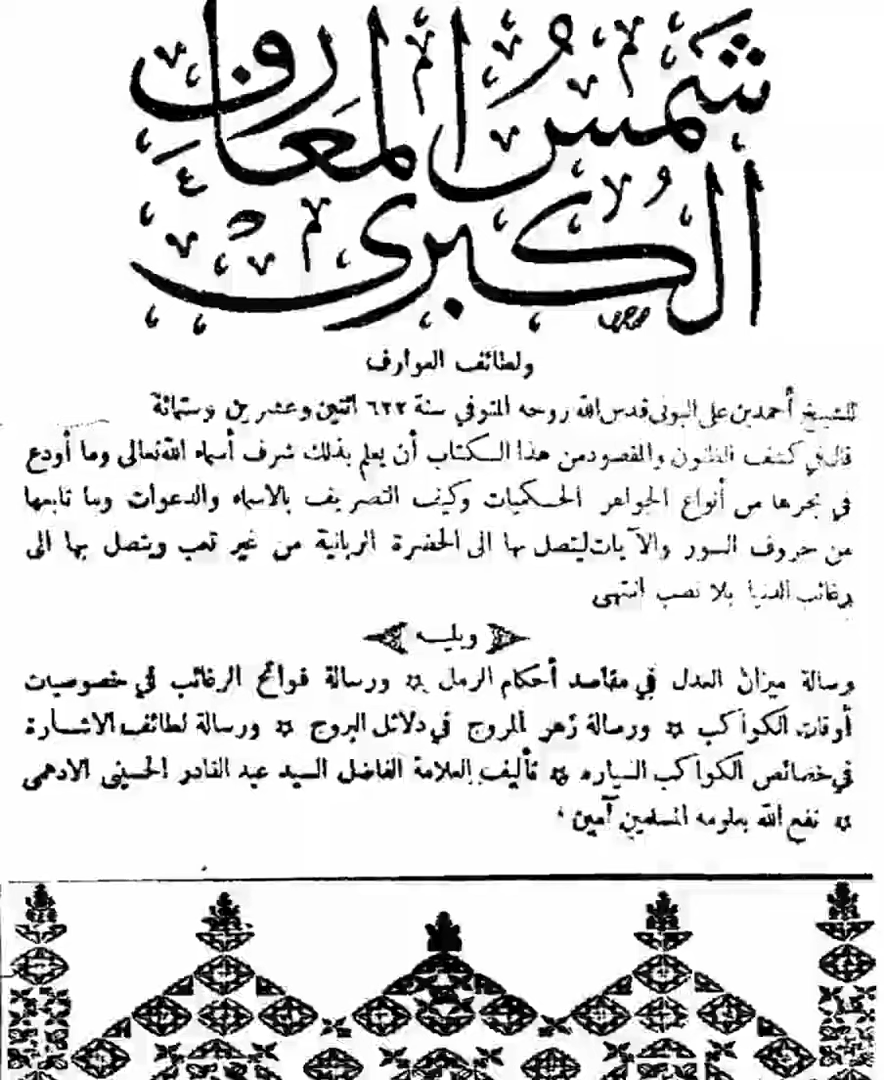 شمس المعارف
الكبرى
ولطائف العوارف
للشيخ أحمد بن علي البوني قدس الله روحه المتوفي سنة ٦٢٢ اثنين وعشرين وستمائة
قال في كشف الظنون والمقصود من هذا الكتاب أن يعلم بذلك شرف أسماء الله تعالى وما أودع
في بحرها من أنواع الجواهر الحكميات وكيف التصريف بالاسماء والدعوات وما تابعها
من حروف السور والآيات ليتصل بها الى الحضرة الربانية من غير تعب ويتصل بها الى
رغائب الدنيا بلا نصب انتهى
ويليه
رسالة ميزان العدل في مقاصد أحكام الرمل ¤ ورسالة فواتح الرغائب في خصوصيات
أوقات الكواكب ¤ ورسالة زهر المروج في دلائل البروج ¤ ورسالة لطائف الاشارة
في خصائص الكواكب السيارة ¤ تأليف العلامة الفاضل السيد عبد القادر الحسينى الادهمى
¤ نفع الله بعلومه المسلمين آمين